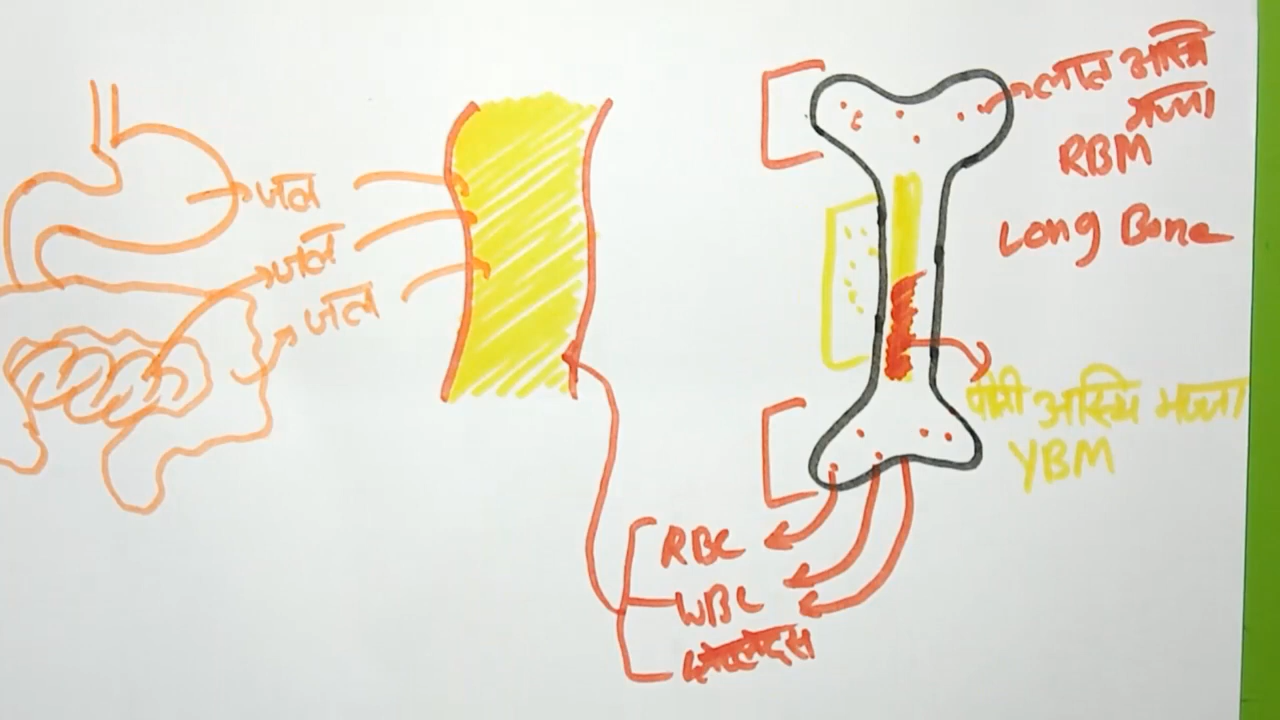 जल
जल
जल
लाल अस्थि
मज्जा
RBM
Long Bone
पीली अस्थि मज्जा
YBM
RBC
WBC
प्लेटलेट्स